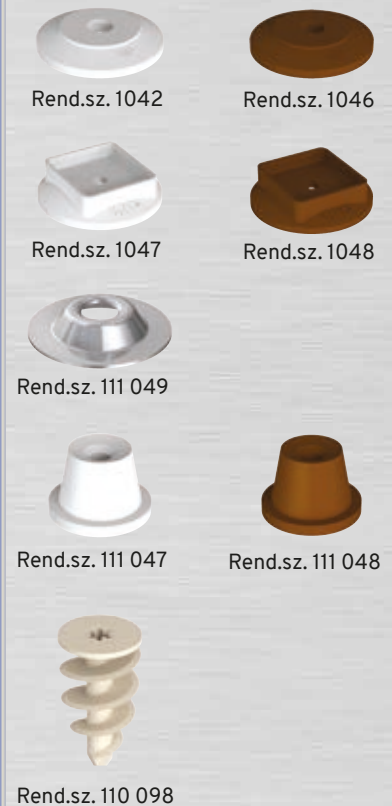 Rend.sz. 1042
Rend.sz. 1046
Rend.sz. 1047
Rend.sz. 1048
Rend.sz. 111 049
Rend.sz. 111 047
Rend.sz. 111 048
Rend.sz. 110 098